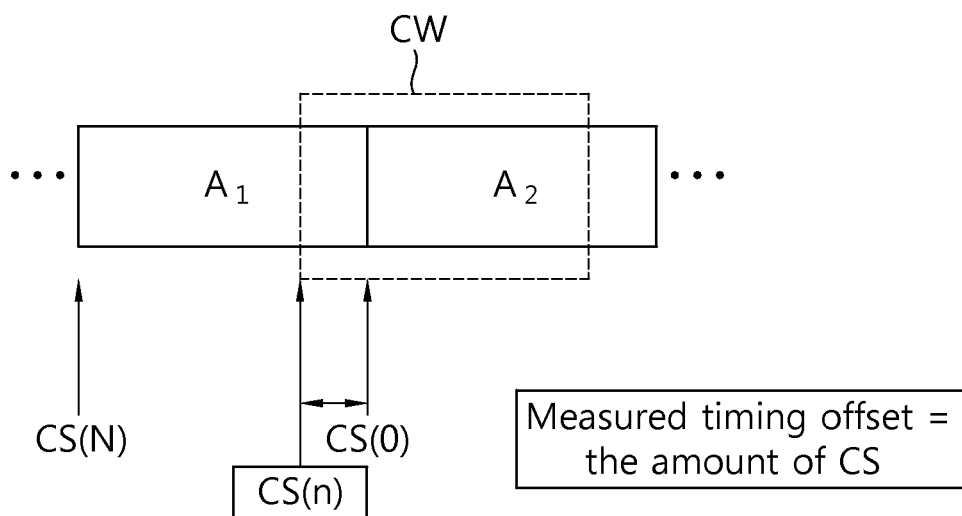 CW
••• A₁ A₂ •••
CS(N) CS(0)
CS(n)
Measured timing offset =
the amount of CS